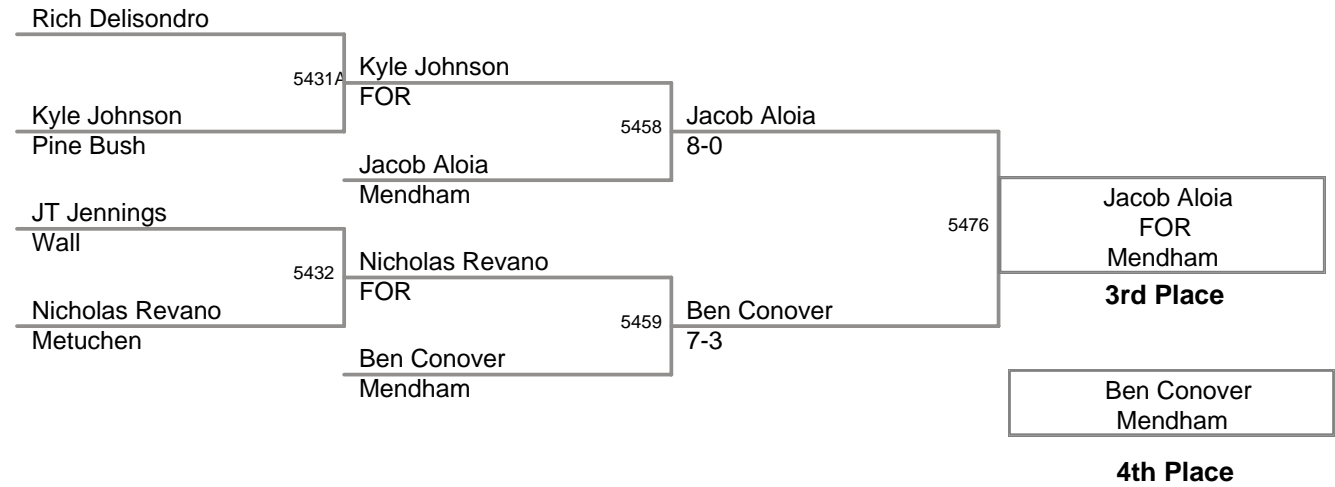 Rich Delisondro
5431A
Kyle Johnson
Pine Bush
Kyle Johnson
FOR
5458
Jacob Aloia
Mendham
JT Jennings
Wall
5432
Nicholas Revano
Metuchen
Nicholas Revano
FOR
5459
Ben Conover
Mendham
Jacob Aloia
8-0
5476
Ben Conover
7-3
Jacob Aloia
FOR
Mendham
3rd Place
Ben Conover
Mendham
4th Place